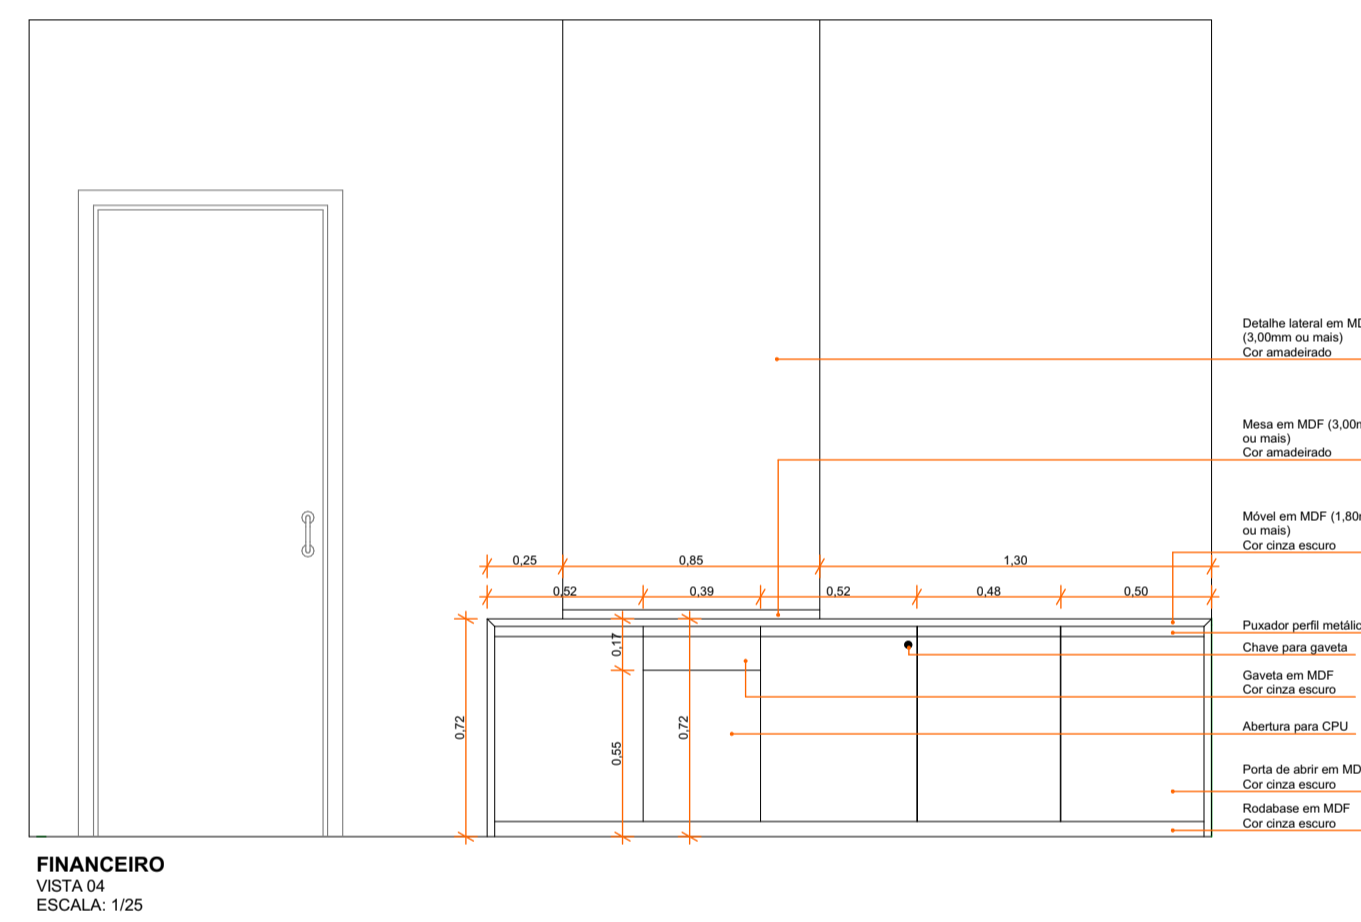 Detalhe lateral em MD
(3,00mm ou mais)
Cor amadeirado
Mesa em MDF (3,00m
ou mais)
Cor amadeirado
Móvel em MDF (1,80m
ou mais)
Cor cinza escuro
0,25 0,85 1,30
0,52 0,39 0,52 0,48 0,50
Puxador perfil metálic
Chave para gaveta
Gaveta em MDF
Cor cinza escuro
Abertura para CPU
Porta de abrir em MD
Cor cinza escuro
Rodabase em MDF
Cor cinza escuro
0,72
0,17
0,55
0,72
FINANCEIRO
VISTA 04
ESCALA: 1/25